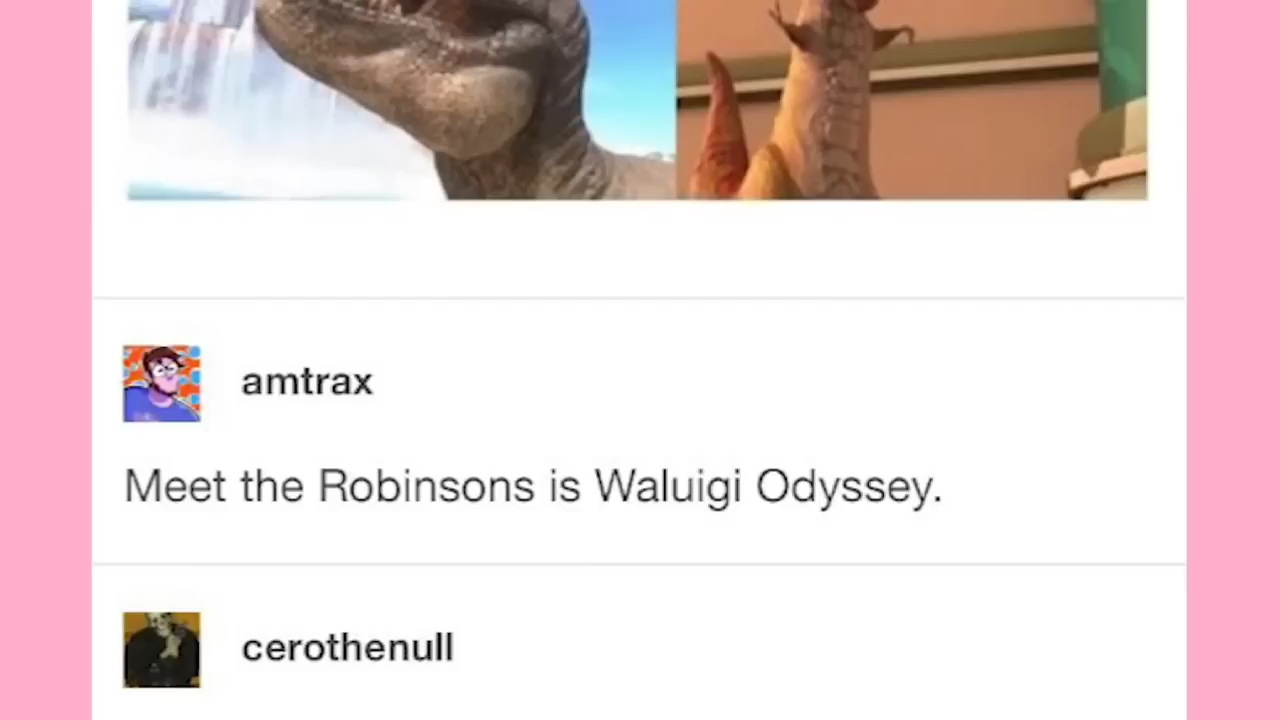 amtrax
Meet the Robinsons is Waluigi Odyssey.
cerothenull